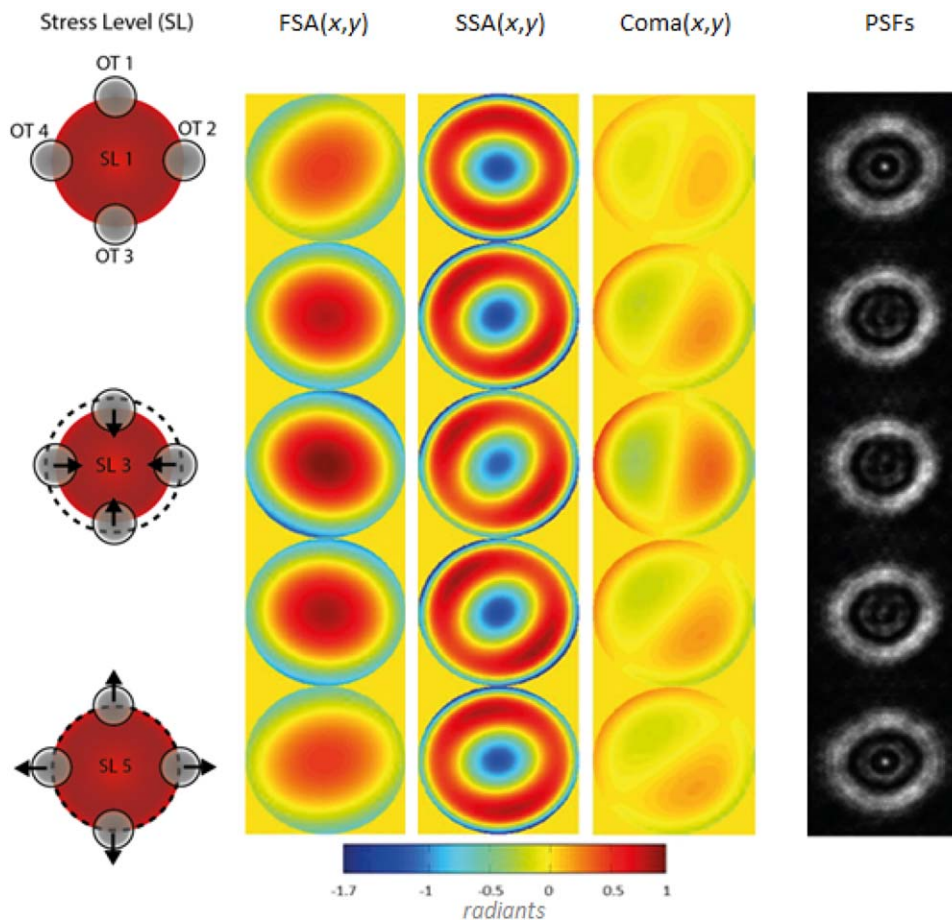 Stress Level (SL) FSA(x,y) SSA(x,y) Coma(x,y) PSFs
OT 1
OT 4 OT 2
SL 1
OT 3
SL 3
SL 5
-1.7 -1 -0.5 0 0.5 1
radiants